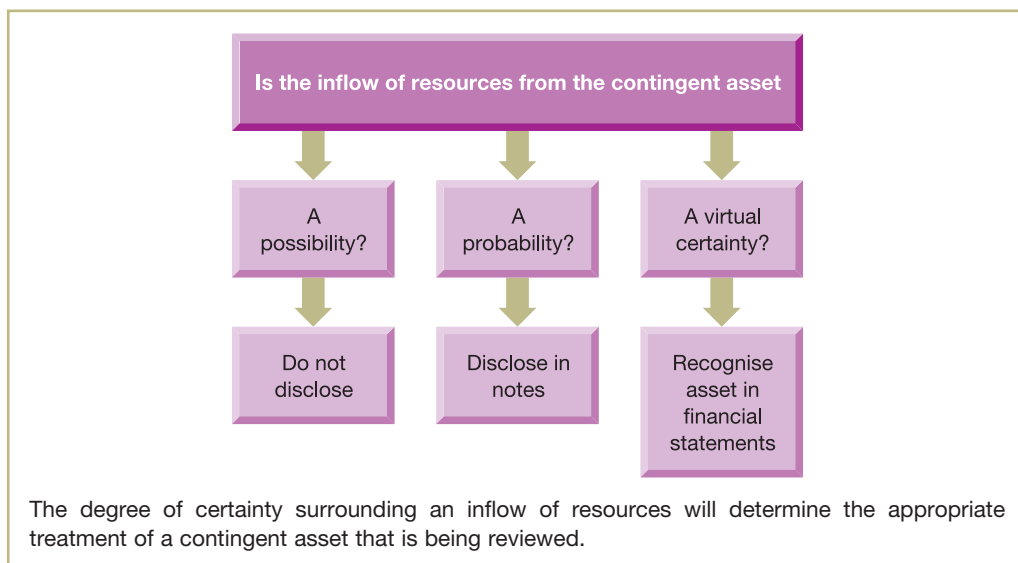 Is the inflow of resources from the contingent asset
A
possibility?
A
probability?
A virtual
certainty?
Do not
disclose
Disclose in
notes
Recognise
asset in
financial
statements
The degree of certainty surrounding an inflow of resources will determine the appropriate
treatment of a contingent asset that is being reviewed.